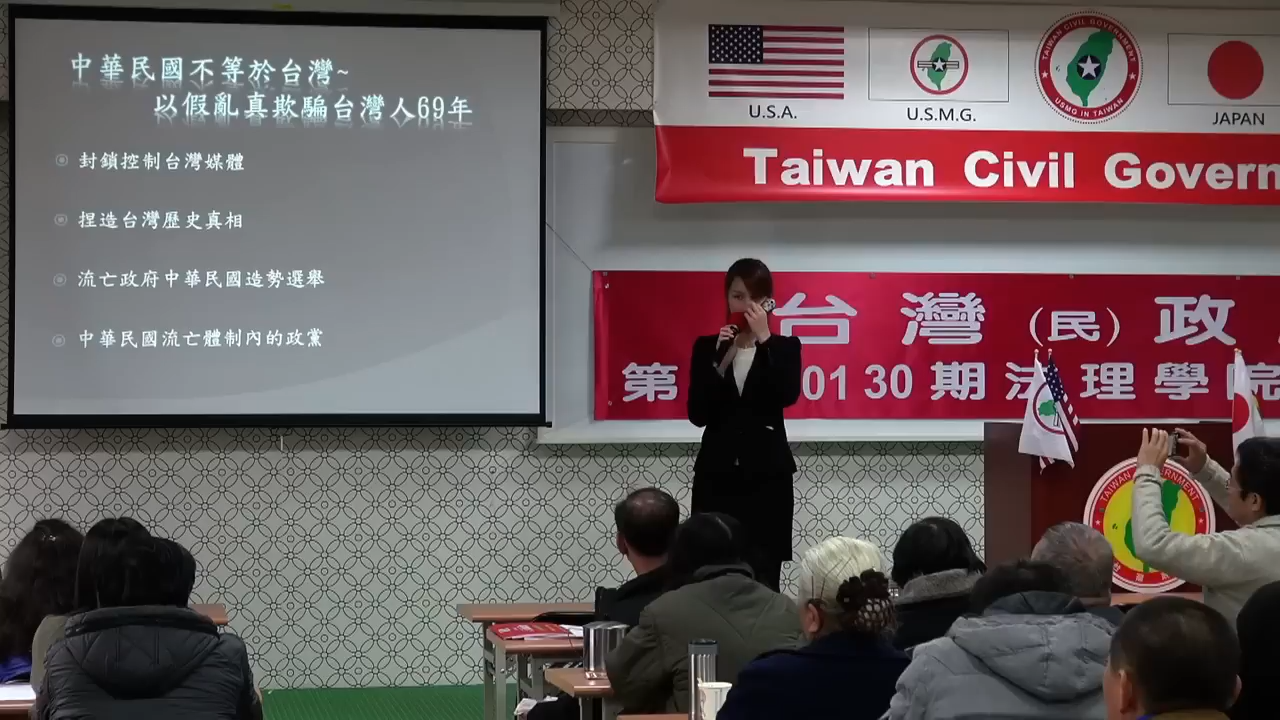 中華民國不等於台灣~
以假亂真欺騙台灣人69年
封鎖控制台灣媒體
捏造台灣歷史真相
流亡政府中華民國造勢選舉
中華民國流亡體制內的政黨
U.S.A.
U.S.M.G.
TAIWAN CIVIL GOVERNMENT
USMG IN TAIWAN
JAPAN
Taiwan Civil Govern
台灣(民)政
第 01 30 期法理學院
TAIWAN